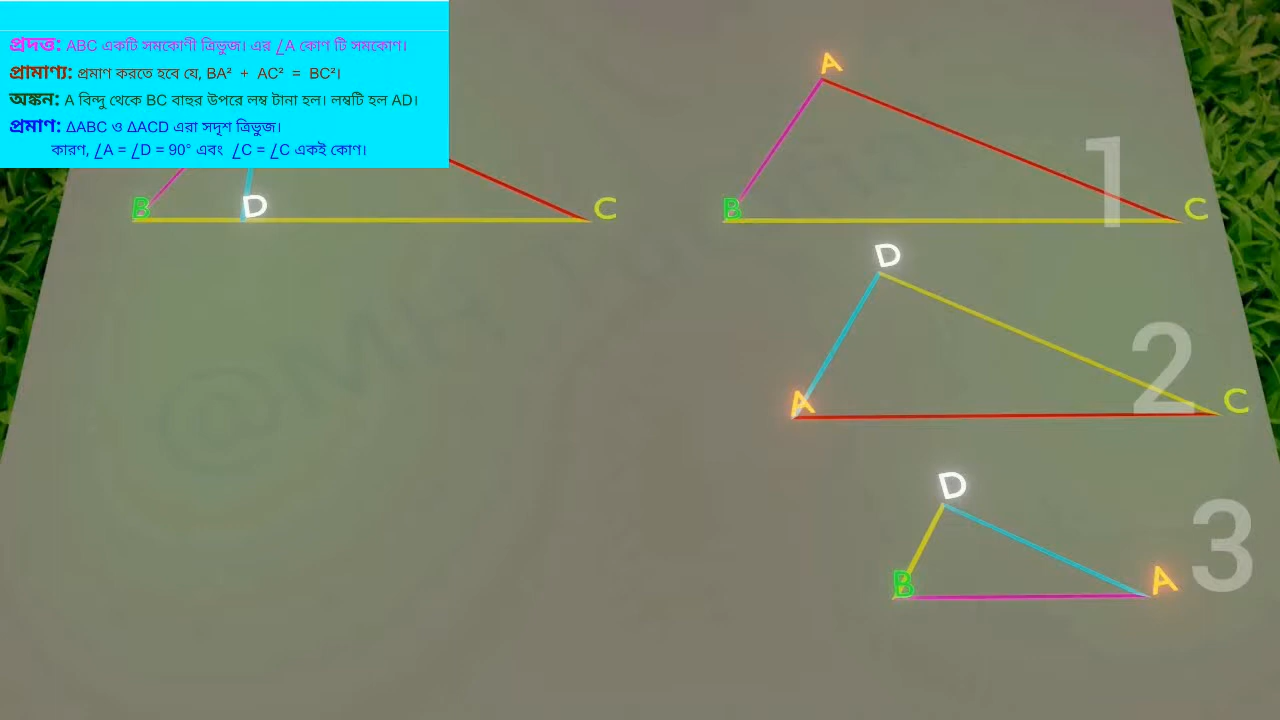 প্রদত্ত: ABC একটি সমকোণী ত্রিভুজ। এর ∠A কোণ টি সমকোণ।
প্রামাণ্য: প্রমাণ করতে হবে যে, BA² + AC² = BC²।
অঙ্কন: A বিন্দু থেকে BC বাহুর উপরে লম্ব টানা হল। লম্বটি হল AD।
প্রমাণ: ΔABC ও ΔACD এরা সদৃশ ত্রিভুজ।
কারণ, ∠A = ∠D = 90° এবং ∠C = ∠C একই কোণ।
B D C
A
B C
1
D
A C
2
D
B A
3